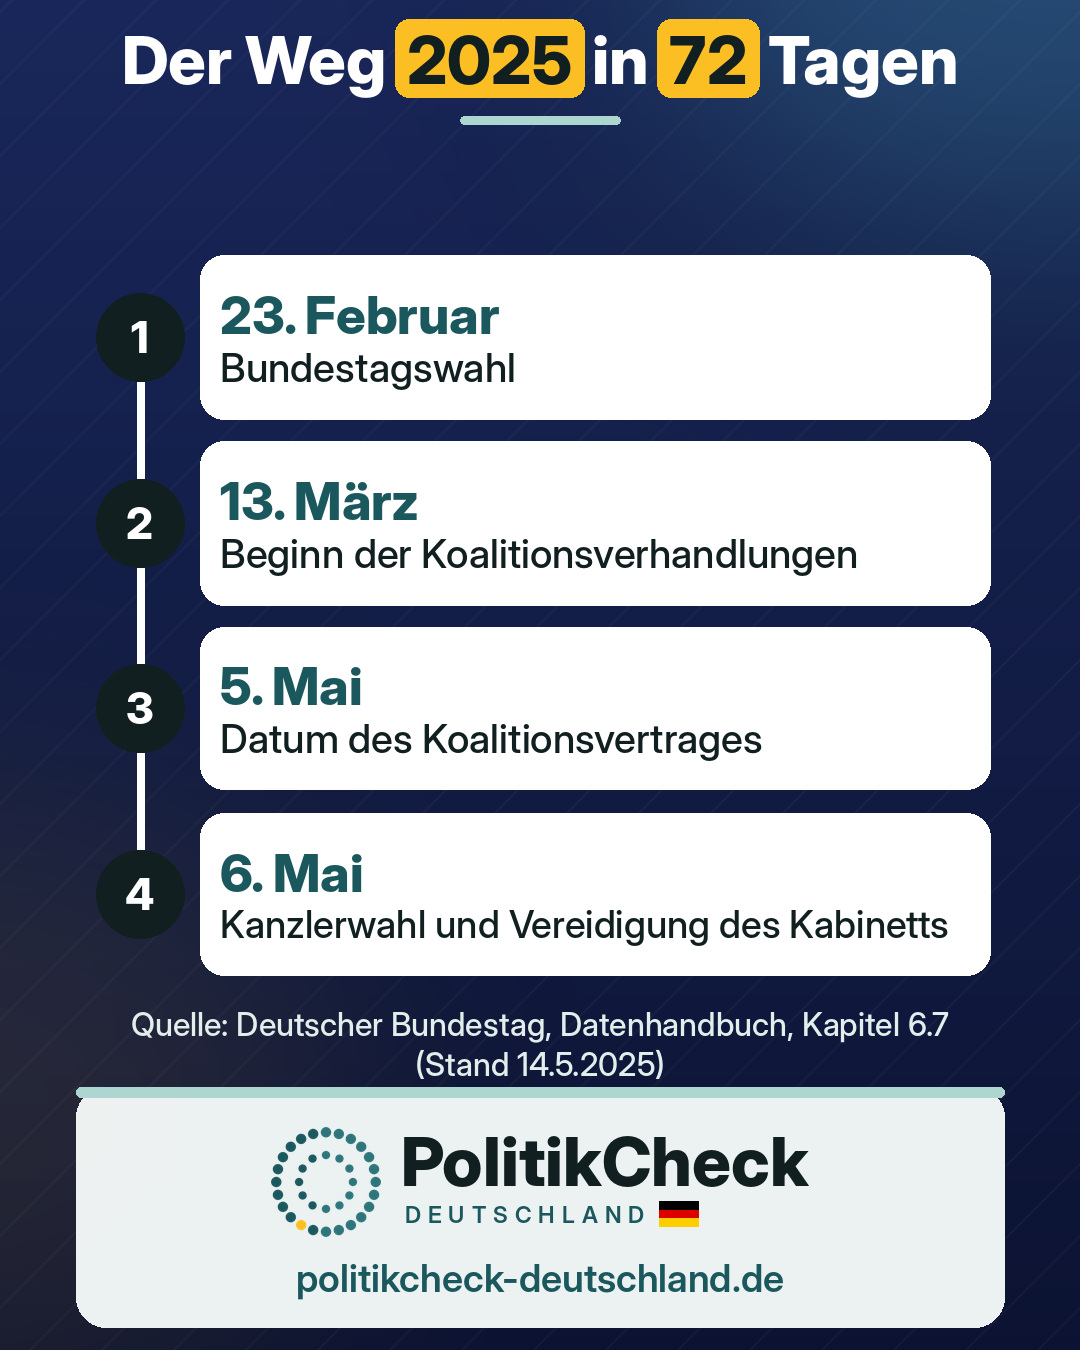 Der Weg 2025 in 72 Tagen
1
23. Februar
Bundestagswahl
2
13. März
Beginn der Koalitionsverhandlungen
3
5. Mai
Datum des Koalitionsvertrages
4
6. Mai
Kanzlerwahl und Vereidigung des Kabinetts
Quelle: Deutscher Bundestag, Datenhandbuch, Kapitel 6.7
(Stand 14.5.2025)
PolitikCheck
DEUTSCHLAND
politikcheck-deutschland.de